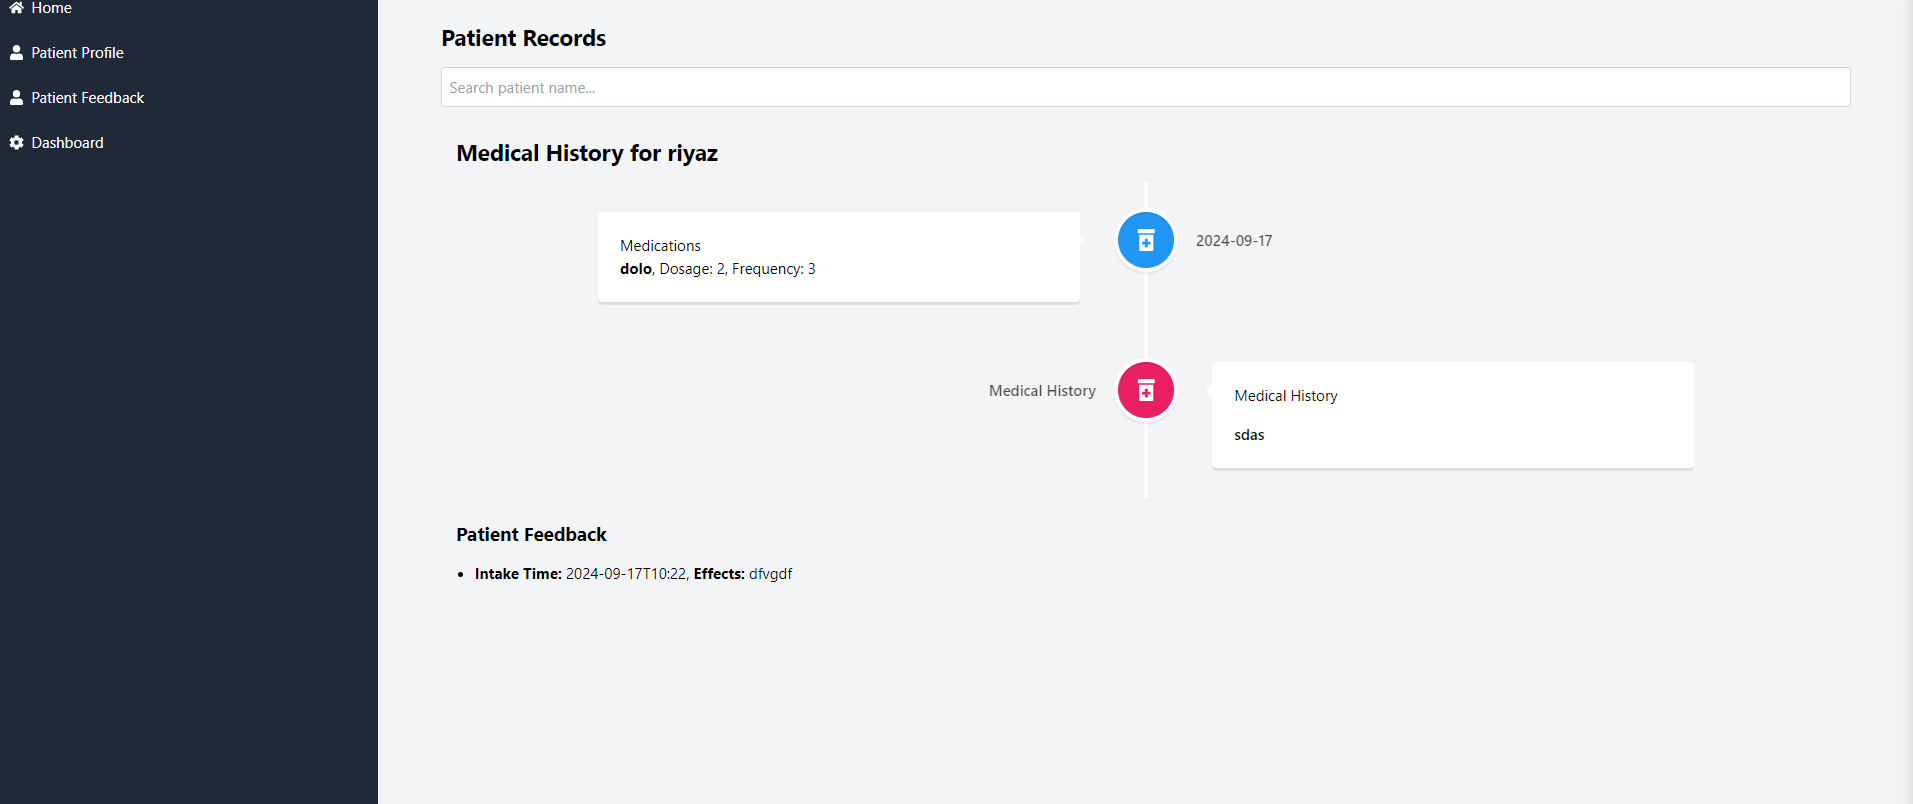 Home
Patient Profile
Patient Feedback
Dashboard
Patient Records
Search patient name...
Medical History for riyaz
Medications
dolo, Dosage: 2, Frequency: 3
2024-09-17
Medical History
Medical History
sdas
Patient Feedback
• Intake Time: 2024-09-17T10:22, Effects: dfvgdf